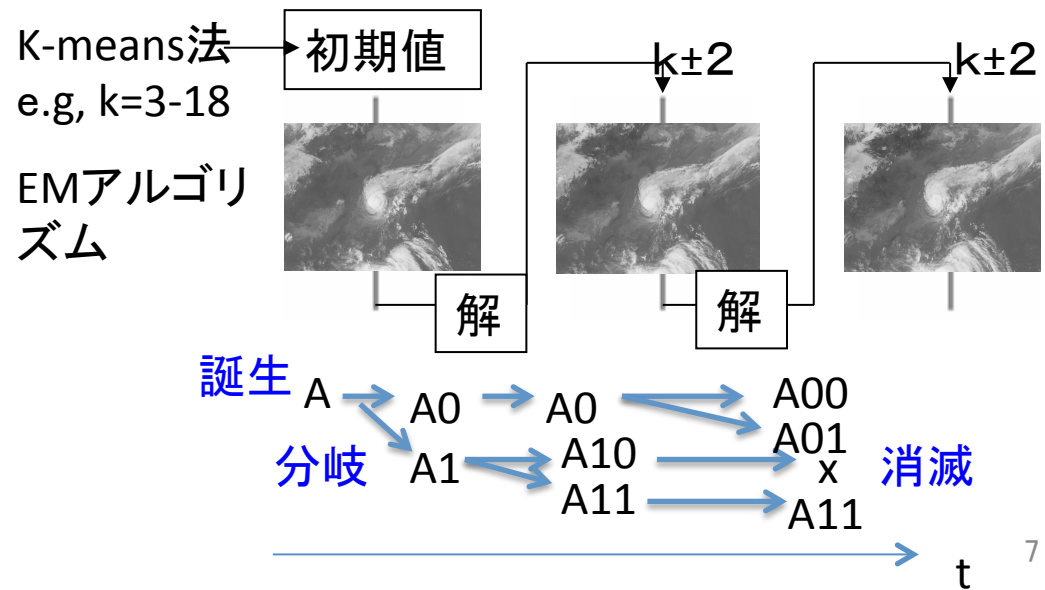 K-means法
e.g, k=3-18
初期値
k±2
k±2
EMアルゴリ
ズム
解
解
誕生
A
A0
A0
A00
A01
分岐
A1
A10
x
消滅
A11
A11
7
t